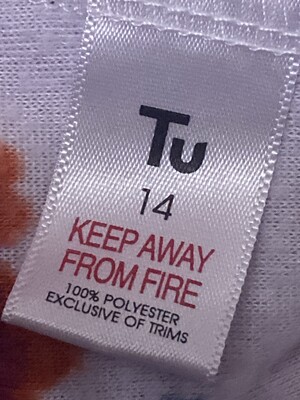 Tu
14
KEEP AWAY
FROM FIRE
100% POLYESTER
EXCLUSIVE OF TRIMS